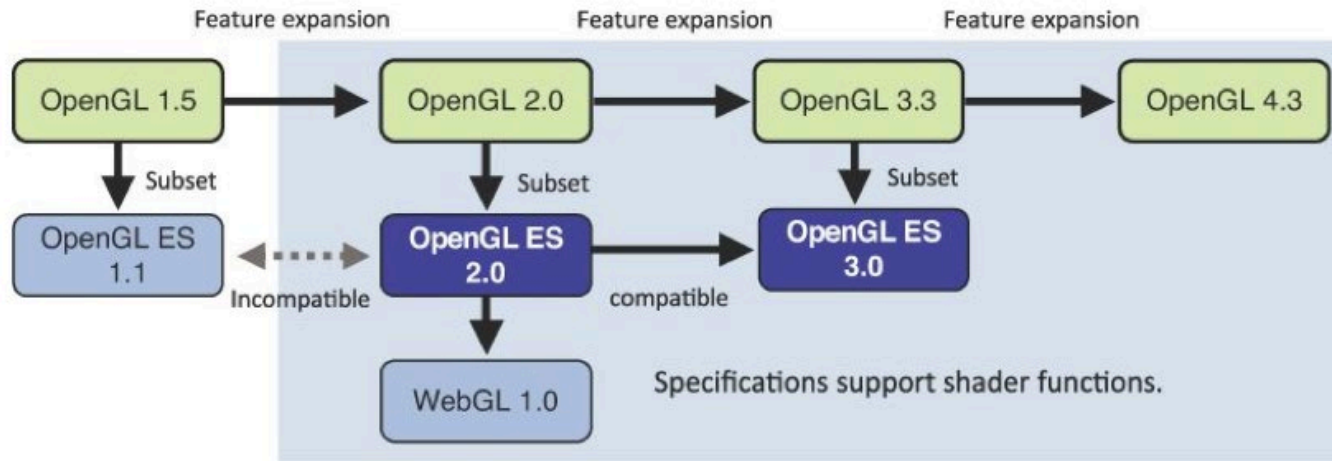 Feature expansion
Feature expansion
Feature expansion
OpenGL 1.5
OpenGL 2.0
OpenGL 3.3
OpenGL 4.3
Subset
Subset
Subset
OpenGL ES
1.1
OpenGL ES
2.0
OpenGL ES
3.0
Incompatible
compatible
WebGL 1.0
Specifications support shader functions.